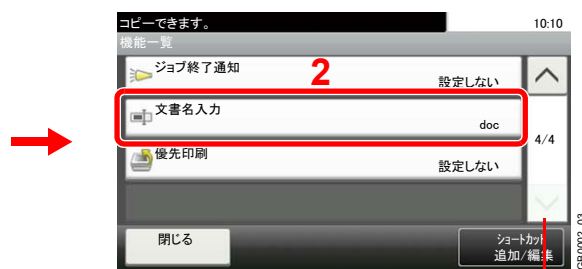 コピーできます。
10:10
機能一覧
ジョブ終了通知
2
設定しない
文書名入力
doc
4/4
優先印刷
設定しない
閉じる
ショートカット
追加/編集
GB0002_03